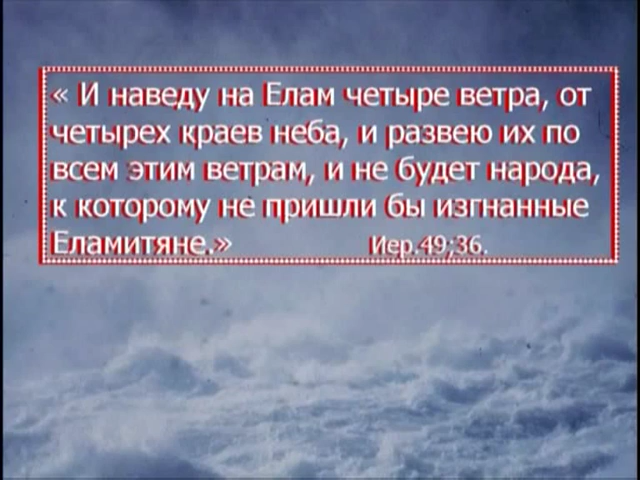 « И наведу на Елам четыре ветра, от
четырех краев неба, и развею их по
всем этим ветрам, и не будет народа,
к которому не пришли бы изгнанные
Еламитяне.» Иер.49;36.